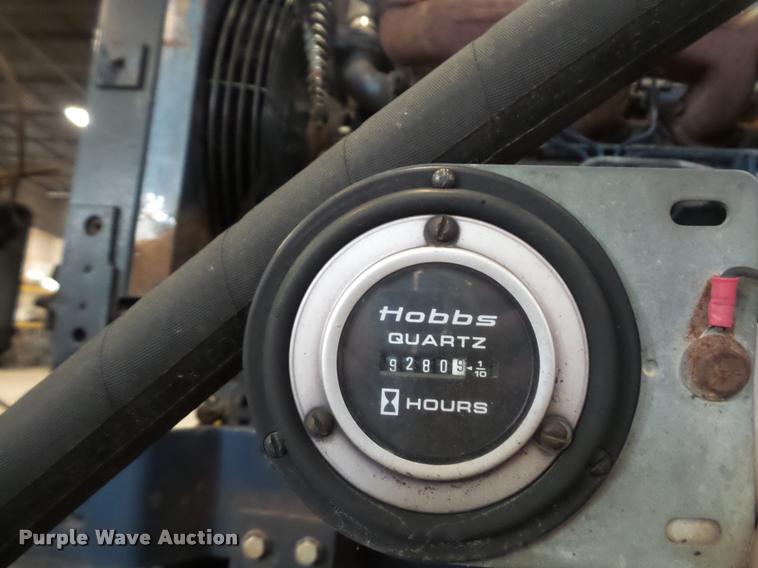 Hobbs
QUARTZ
92809 1/10
HOURS
Purple Wave Auction